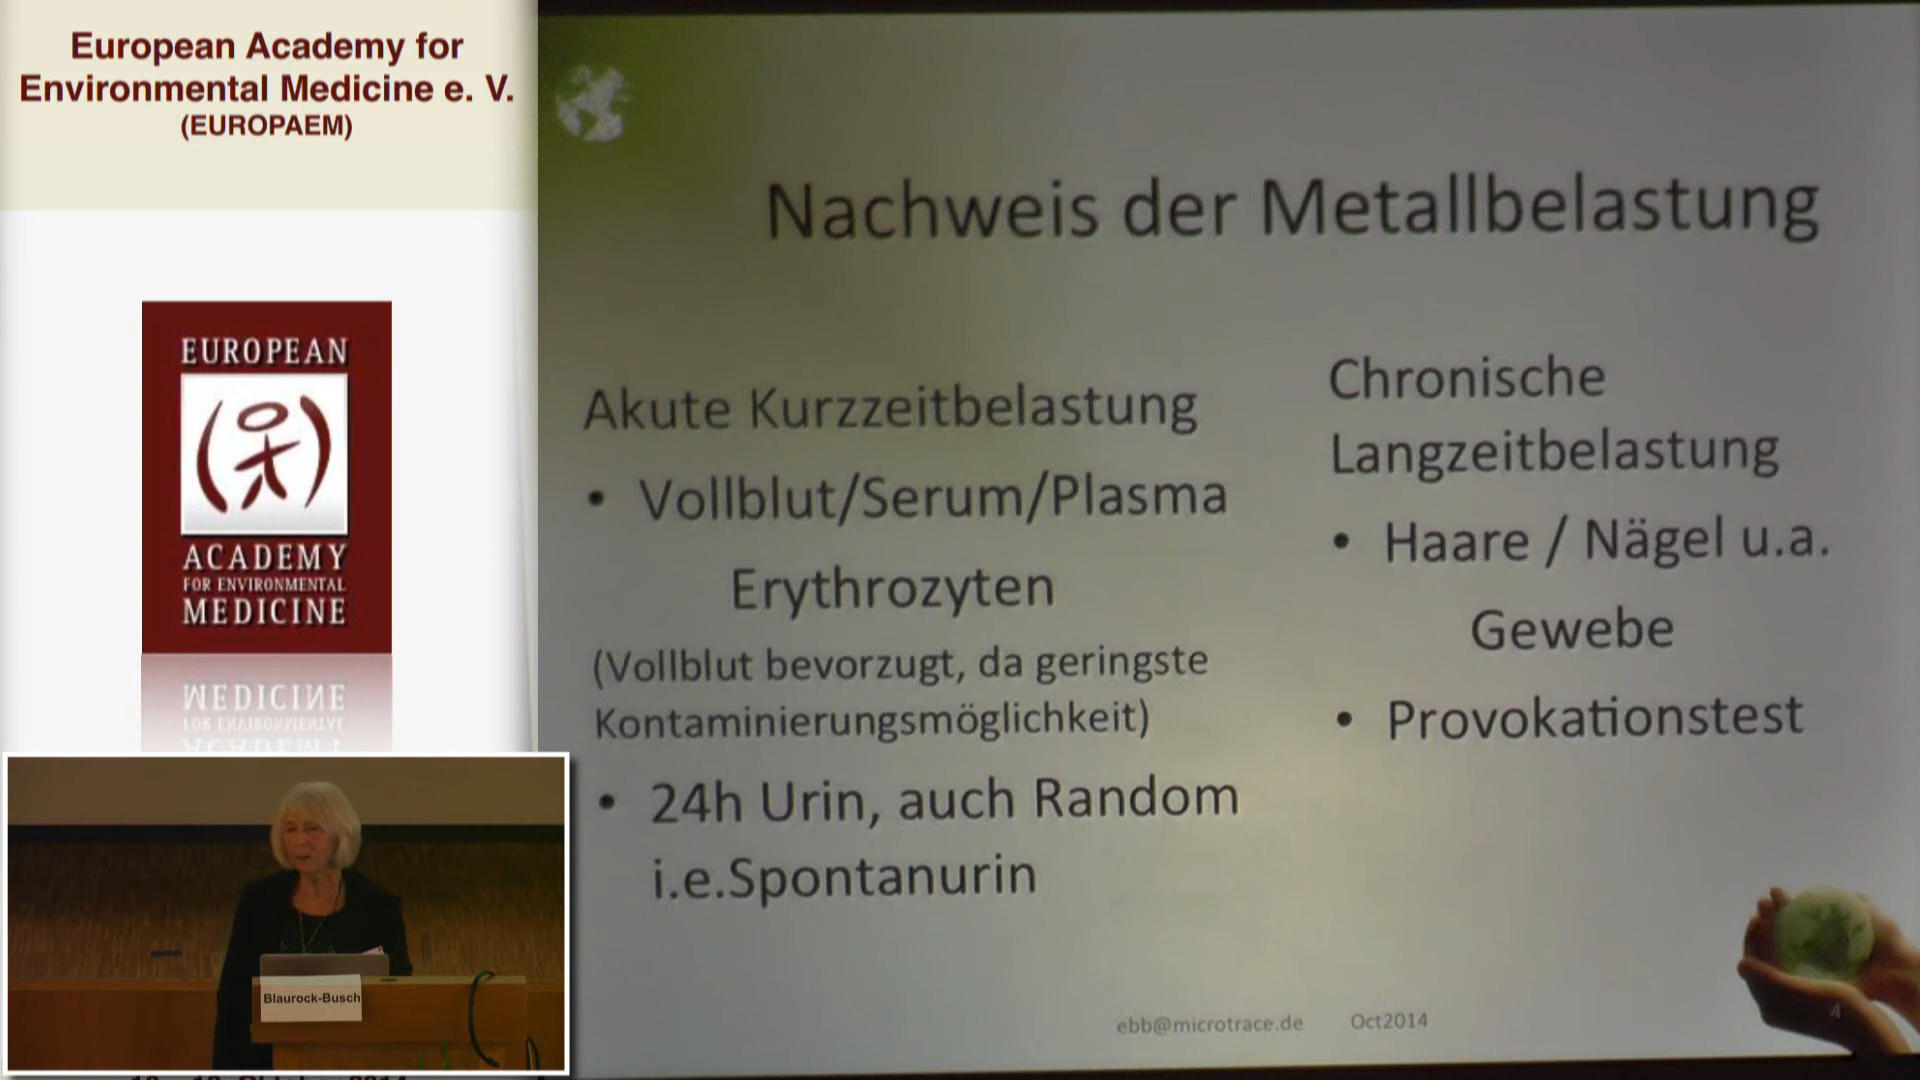 European Academy for
Environmental Medicine e. V.
(EUROPAEM)
EUROPEAN
ACADEMY
FOR ENVIRONMENTAL
MEDICINE
Blaurock-Busch
Nachweis der Metallbelastung
Akute Kurzzeitbelastung
• Vollblut/Serum/Plasma
Erythrozyten
(Vollblut bevorzugt, da geringste
Kontaminierungsmöglichkeit)
• 24h Urin, auch Random
i.e.Spontanurin
Chronische
Langzeitbelastung
• Haare / Nägel u.a.
Gewebe
• Provokationstest
ebb@microtrace.de Oct2014
4